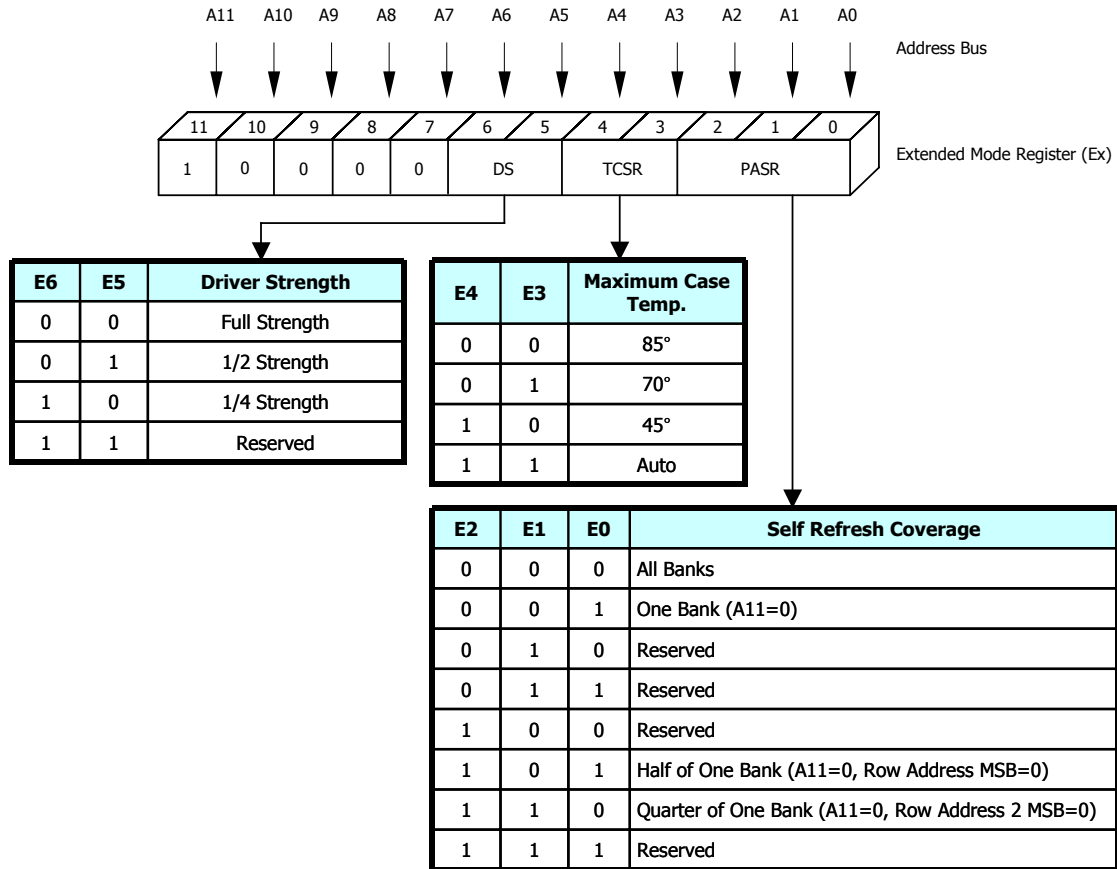 A11 A10 A9 A8 A7 A6 A5 A4 A3 A2 A1 A0
Address Bus
11 10 9 8 7 6 5 4 3 2 1 0
1 0 0 0 0 DS TCSR PASR
Extended Mode Register (Ex)
E6 E5 Driver Strength
0 0 Full Strength
0 1 1/2 Strength
1 0 1/4 Strength
1 1 Reserved
E4 E3 Maximum Case
Temp.
0 0 85°
0 1 70°
1 0 45°
1 1 Auto
E2 E1 E0 Self Refresh Coverage
0 0 0 All Banks
0 0 1 One Bank (A11=0)
0 1 0 Reserved
0 1 1 Reserved
1 0 0 Reserved
1 0 1 Half of One Bank (A11=0, Row Address MSB=0)
1 1 0 Quarter of One Bank (A11=0, Row Address 2 MSB=0)
1 1 1 Reserved